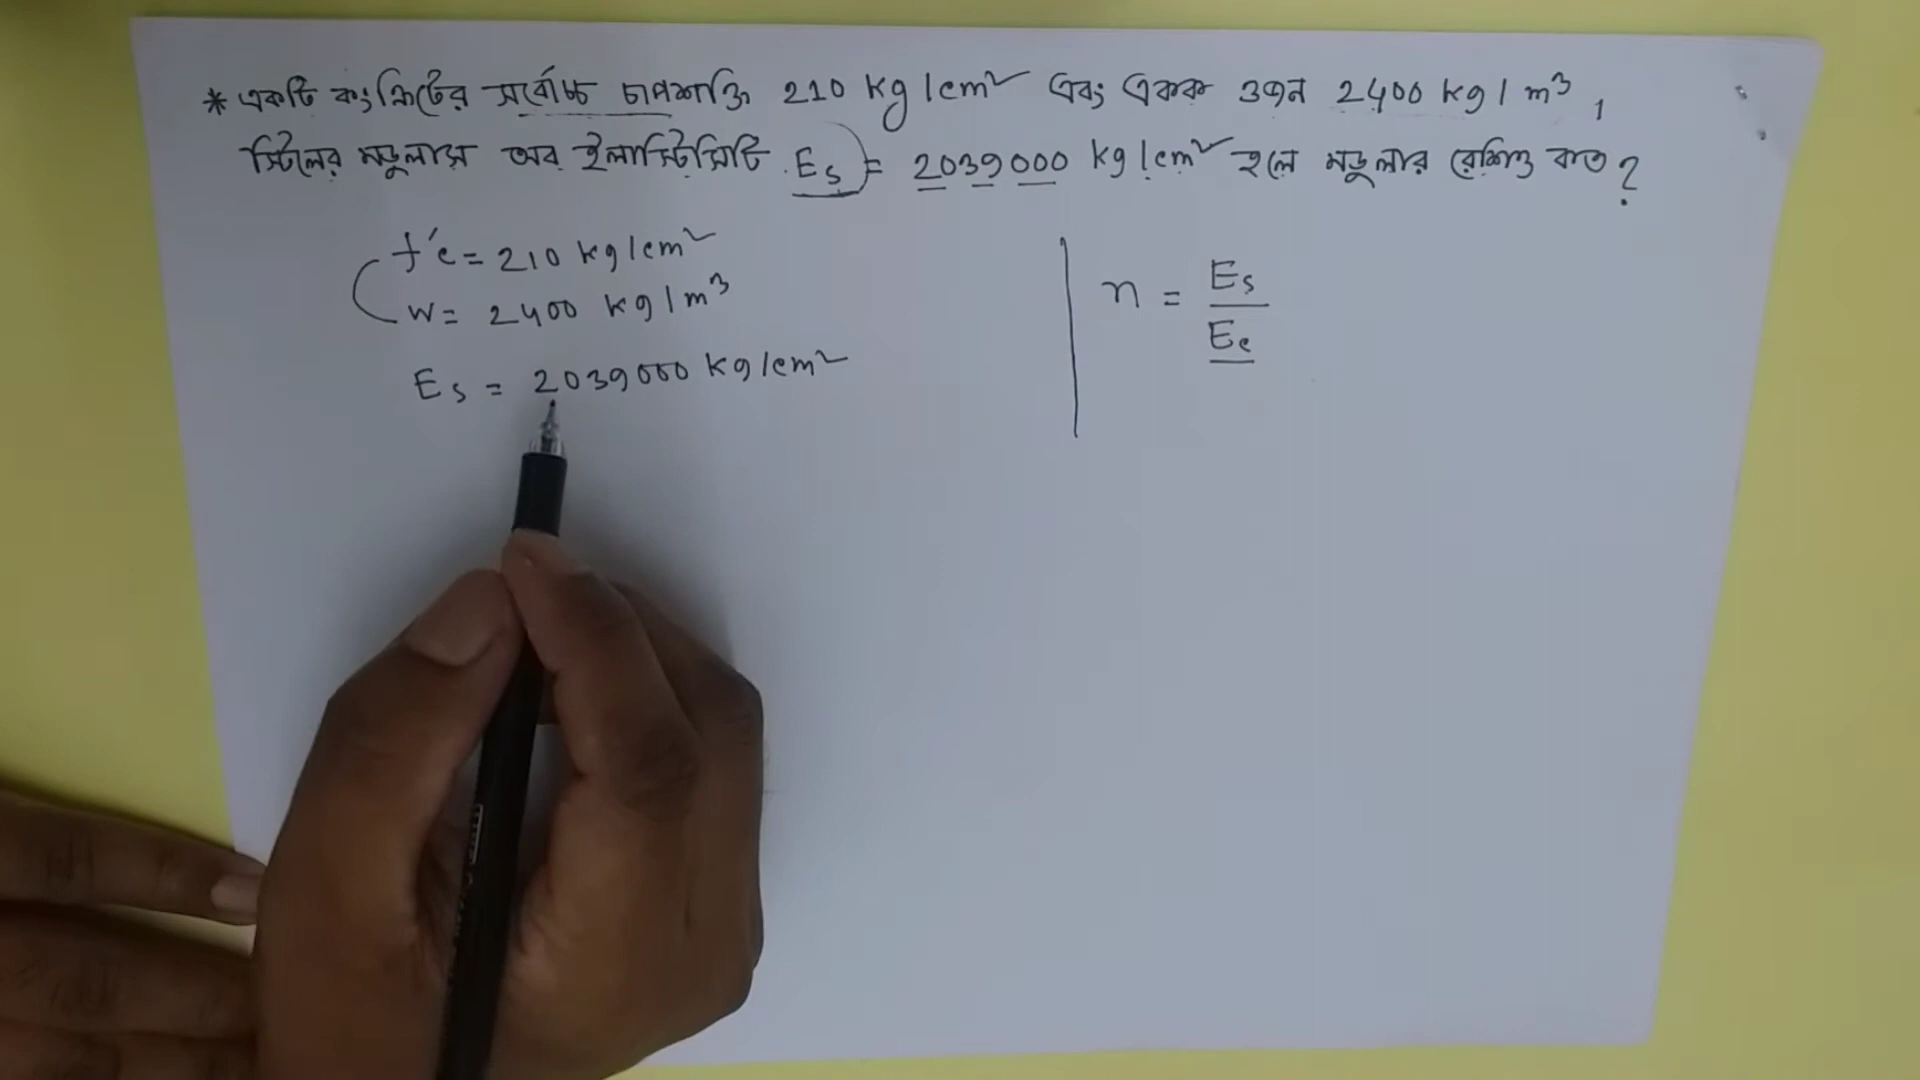 * একটি কংক্রিটের সর্বোচ্চ চাপশক্তি 210 kg/cm² এবং একক ওজন 2400 kg/m³,
স্টিলের মডুলাস অব ইলাস্টিসিটি Es = 2039000 kg/cm² হলে মডুলার রেশিও কত?
f'c = 210 kg/cm²
w = 2400 kg/m³
Es = 2039000 kg/cm²
n = Es/Ec